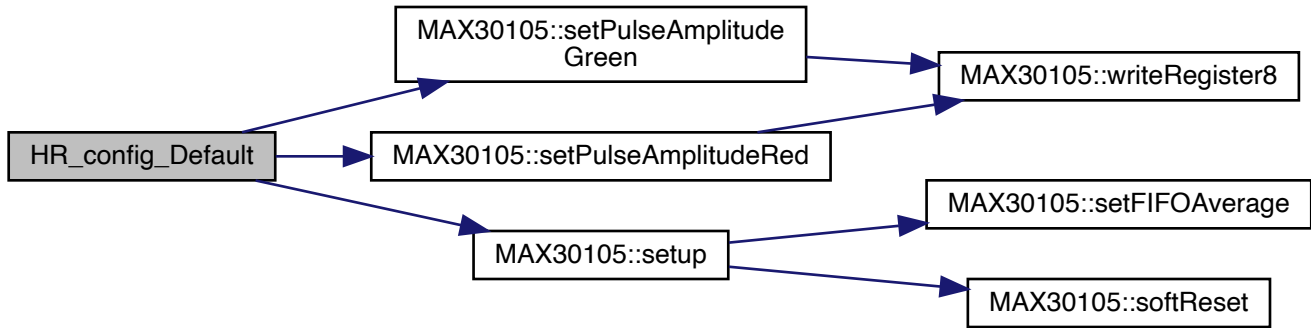 HR_config_Default
MAX30105::setPulseAmplitude
Green
MAX30105::setPulseAmplitudeRed
MAX30105::setup
MAX30105::writeRegister8
MAX30105::setFIFOAverage
MAX30105::softReset